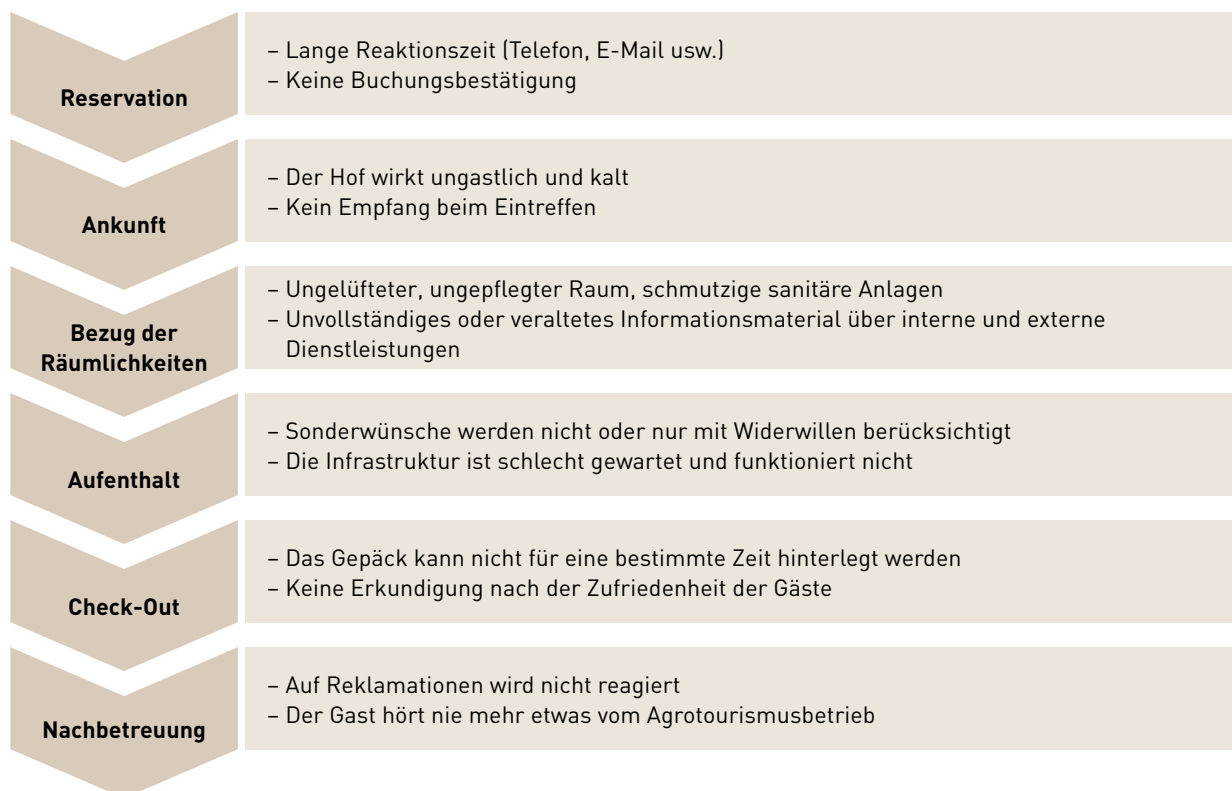 Reservation
– Lange Reaktionszeit (Telefon, E-Mail usw.)
– Keine Buchungsbestätigung
Ankunft
– Der Hof wirkt ungastlich und kalt
– Kein Empfang beim Eintreffen
Bezug der
Räumlichkeiten
– Ungelüfteter, ungepflegter Raum, schmutzige sanitäre Anlagen
– Unvollständiges oder veraltetes Informationsmaterial über interne und externe
Dienstleistungen
Aufenthalt
– Sonderwünsche werden nicht oder nur mit Widerwillen berücksichtigt
– Die Infrastruktur ist schlecht gewartet und funktioniert nicht
Check-Out
– Das Gepäck kann nicht für eine bestimmte Zeit hinterlegt werden
– Keine Erkundigung nach der Zufriedenheit der Gäste
Nachbetreuung
– Auf Reklamationen wird nicht reagiert
– Der Gast hört nie mehr etwas vom Agrotourismusbetrieb